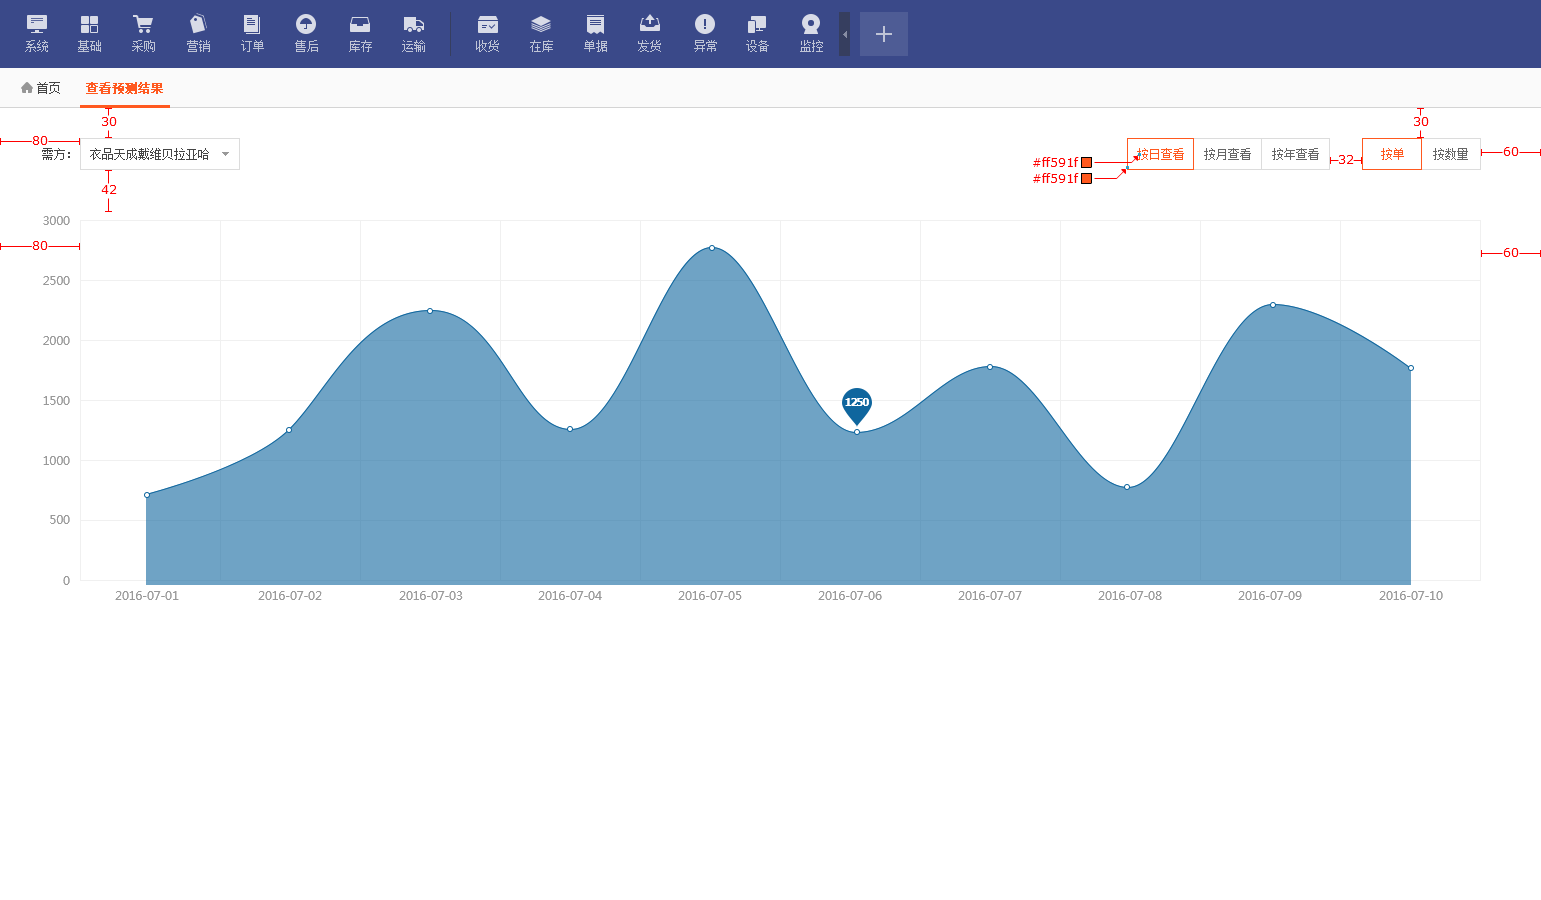 系统 基础 采购 营销 订单 售后 库存 运输 收货 在库 单据 发货 异常 设备 监控
首页 查看预测结果
30 30
80 需方: 衣品天成戴维贝拉亚哈 按日查看 按月查看 按年查看 32 按单 按数量 60
#ff591f
#ff591f
42
3000
80 60
2500
2000
1500
1250
1000
500
0
2016-07-01 2016-07-02 2016-07-03 2016-07-04 2016-07-05 2016-07-06 2016-07-07 2016-07-08 2016-07-09 2016-07-10